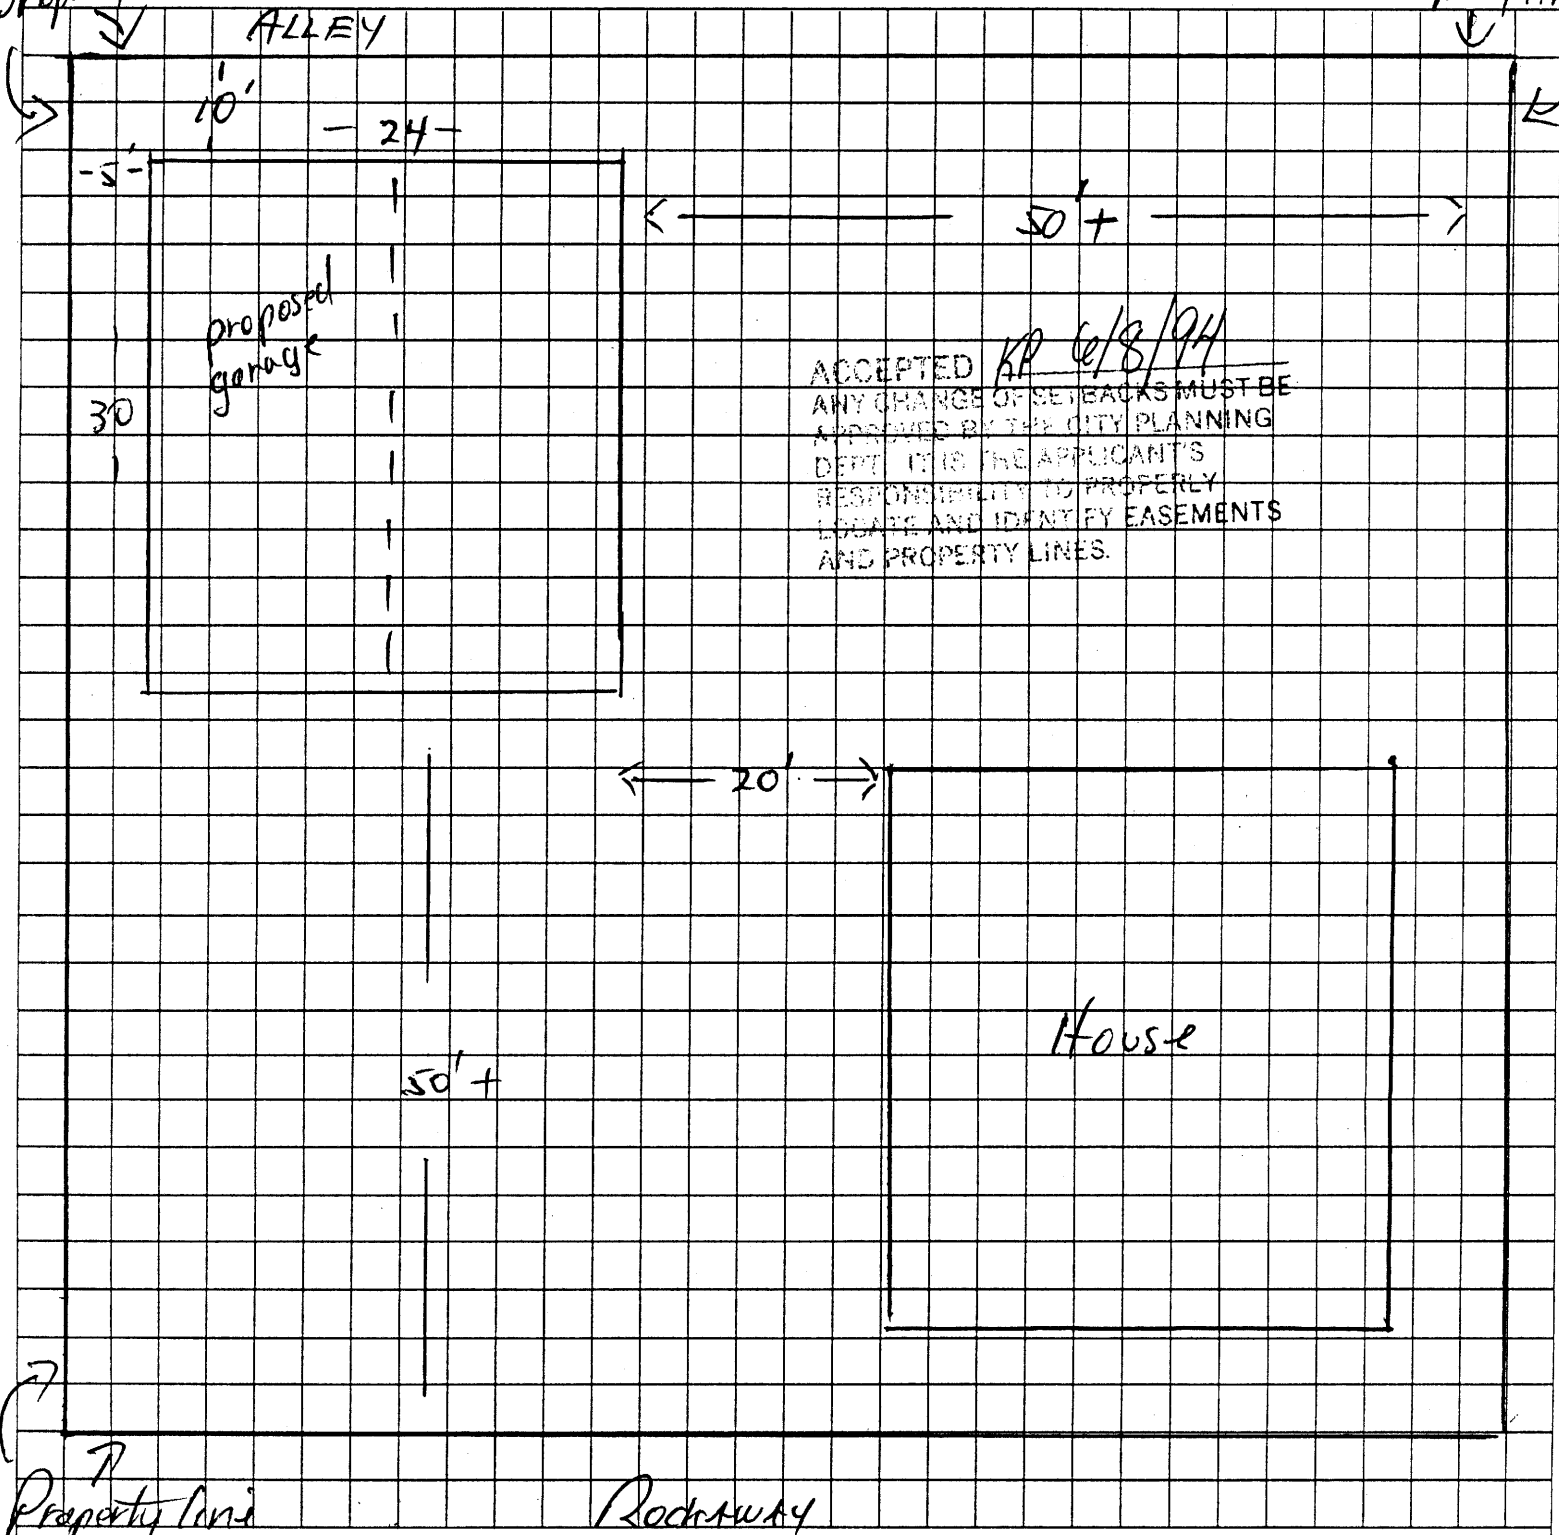 ALLEY
10'
- 24 -
-5'-
50'+
proposed
garage
30
ACCEPTED KP 6/8/94
ANY CHANGE OF SETBACKS MUST BE
APPROVED BY THE CITY PLANNING
DEPT. IT IS THE APPLICANT'S
RESPONSIBILITY TO PROPERLY
LOCATE AND IDENTIFY EASEMENTS
AND PROPERTY LINES.
20'
House
50'+
Property line
Rockaway